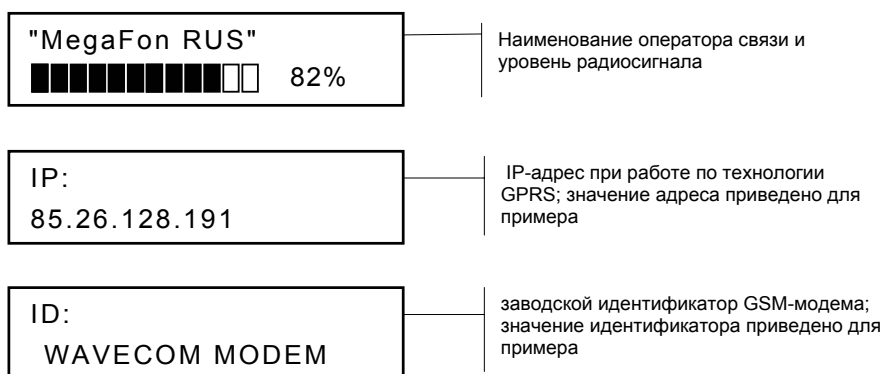 "MegaFon RUS"
82%
Наименование оператора связи и
уровень радиосигнала
IP:
85.26.128.191
IP-адрес при работе по технологии
GPRS; значение адреса приведено для
примера
ID:
WAVECOM MODEM
заводской идентификатор GSM-модема;
значение идентификатора приведено для
примера